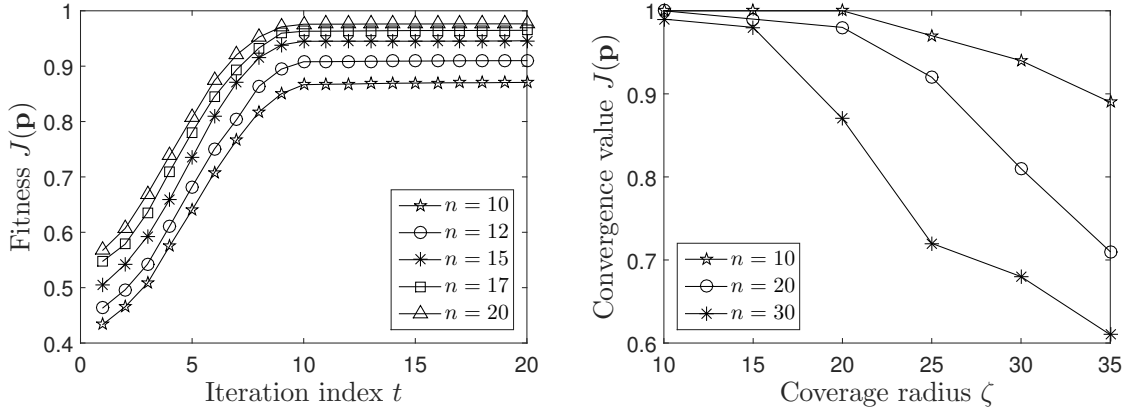 Fitness J(p)
1
0.9
0.8
0.7
0.6
0.5
0.4
0
5
10
15
20
Iteration index t
n = 10
n = 12
n = 15
n = 17
n = 20
Convergence value J(p)
1
0.9
0.8
0.7
0.6
10
15
20
25
30
35
Coverage radius ζ
n = 10
n = 20
n = 30